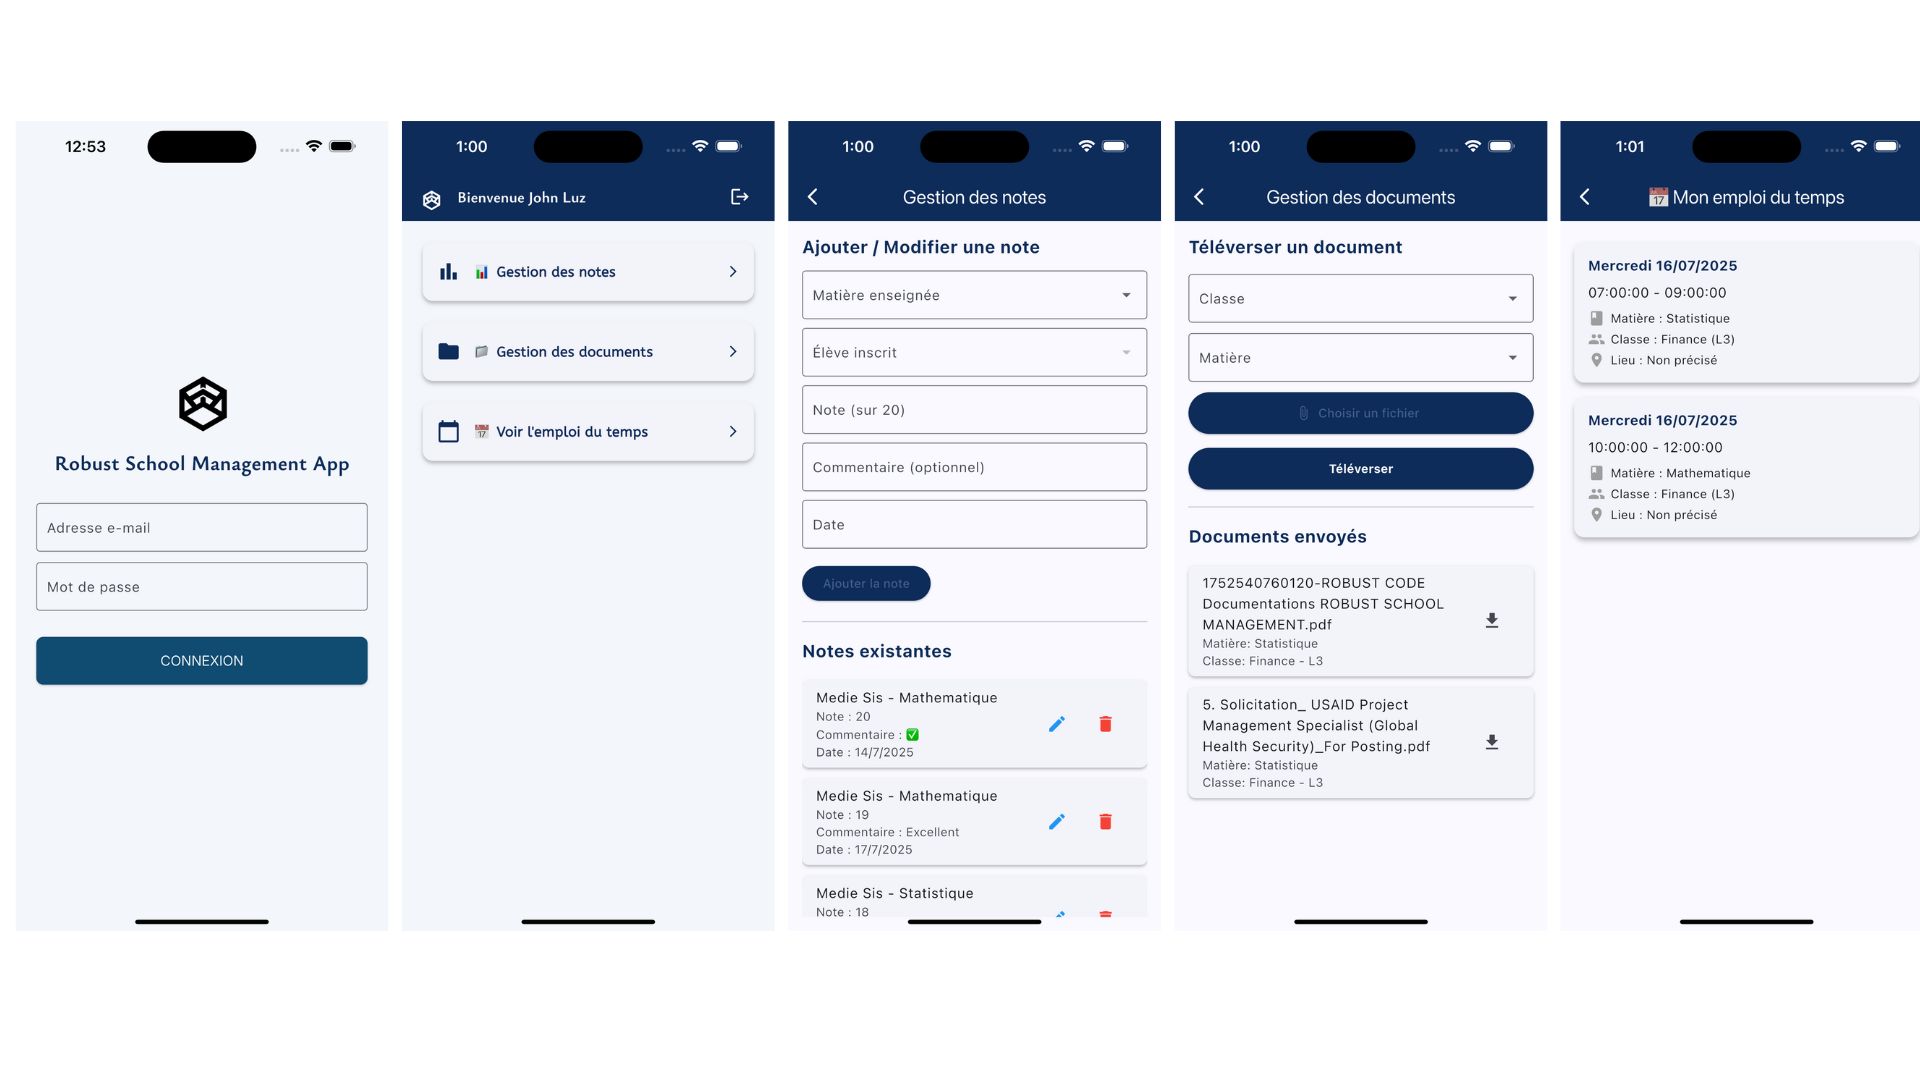 12:53
Robust School Management App
Adresse e-mail
Mot de passe
CONNEXION
1:00
Bienvenue John Luz
📊 Gestion des notes
📁 Gestion des documents
📅 Voir l'emploi du temps
1:00
Gestion des notes
Ajouter / Modifier une note
Matière enseignée
Élève inscrit
Note (sur 20)
Commentaire (optionnel)
Date
Ajouter la note
Notes existantes
Medie Sis - Mathematique
Note : 20
Commentaire : ✅
Date : 14/7/2025
Medie Sis - Mathematique
Note : 19
Commentaire : Excellent
Date : 17/7/2025
Medie Sis - Statistique
Note : 18
1:00
Gestion des documents
Téléverser un document
Classe
Matière
Choisir un fichier
Téléverser
Documents envoyés
1752540760120-ROBUST CODE
Documentations ROBUST SCHOOL
MANAGEMENT.pdf
Matière: Statistique
Classe: Finance - L3
5. Solicitation_ USAID Project
Management Specialist (Global
Health Security)_For Posting.pdf
Matière: Statistique
Classe: Finance - L3
1:01
📅 Mon emploi du temps
Mercredi 16/07/2025
07:00:00 - 09:00:00
Matière : Statistique
Classe : Finance (L3)
Lieu : Non précisé
Mercredi 16/07/2025
10:00:00 - 12:00:00
Matière : Mathematique
Classe : Finance (L3)
Lieu : Non précisé